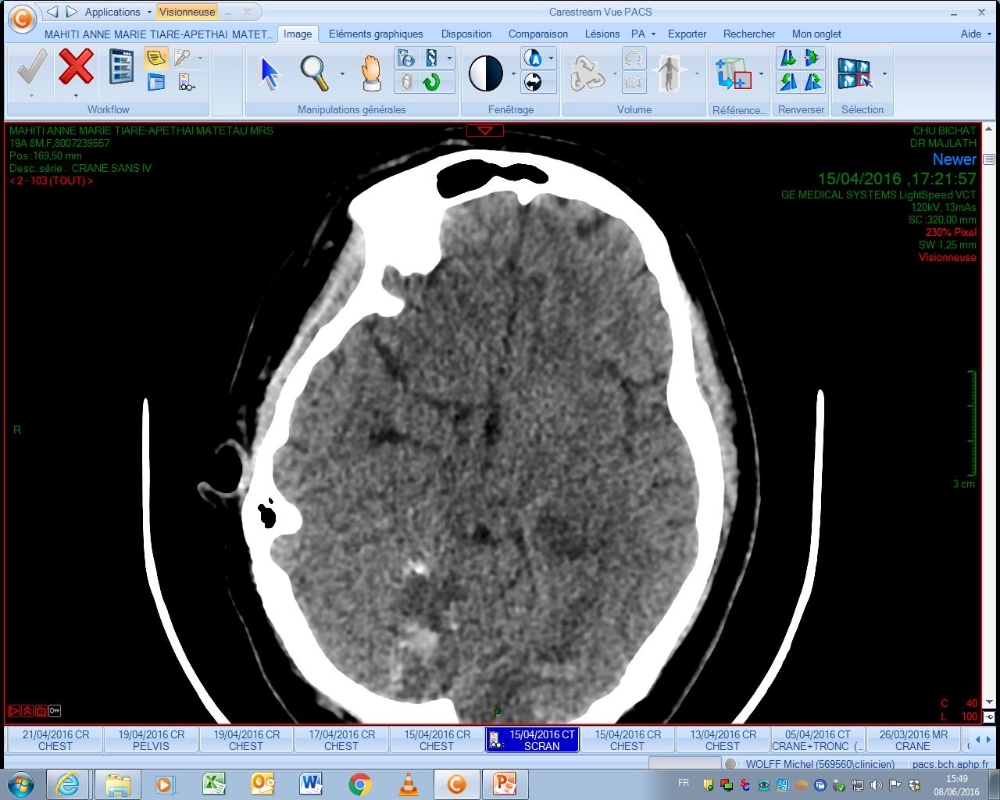 Applications Visionneuse
Carestream Vue PACS
MAHITI ANNE MARIE TIARE-APETHAI MATET...
Image Eléments graphiques Disposition Comparaison Lésions PA Exporter Rechercher Mon onglet Aide
Workflow Manipulations générales Fenêtrage Volume Référence... Renverser Sélection
MAHITI ANNE MARIE TIARE-APETHAI MATETAU MRS
19A 8M,F,8007239557
Pos :169,50 mm
Desc. série : CRANE SANS IV
< 2 - 103 (TOUT) >
CHU BICHAT
DR MAJLATH
Newer
15/04/2016 ,17:21:57
GE MEDICAL SYSTEMS LightSpeed VCT
120kV, 13mAs
SC :320,00 mm
230% Pixel
SW 1,25 mm
Visionneuse
R
3 cm
P
C 40
L 100
21/04/2016 CR
CHEST
19/04/2016 CR
PELVIS
19/04/2016 CR
CHEST
17/04/2016 CR
CHEST
15/04/2016 CR
CHEST
15/04/2016 CT
SCRAN
15/04/2016 CR
CHEST
13/04/2016 CR
CHEST
05/04/2016 CT
CRANE+TRONC (...
26/03/2016 MR
CRANE
WOLFF Michel (569560\clinicien) pacs.bch.aphp.fr
FR
15:49
08/06/2016